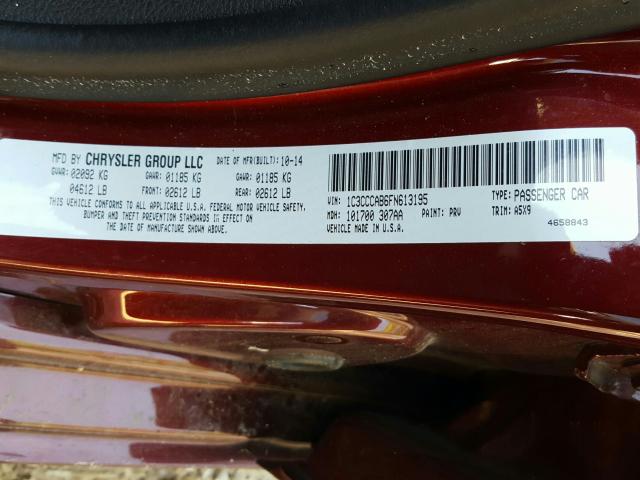 MFD BY CHRYSLER GROUP LLC DATE OF MFR(BUILT): 10-14
GVWR: 02092 KG GAWR: 01185 KG GAWR: 01185 KG
04612 LB FRONT: 02612 LB REAR: 02612 LB
THIS VEHICLE CONFORMS TO ALL APPLICABLE U.S.A. FEDERAL MOTOR VEHICLE SAFETY,
BUMPER AND THEFT PREVENTION STANDARDS IN EFFECT ON
THE DATE OF MANUFACTURE SHOWN ABOVE.
VIN: 1C3CCCAB6FN613195 TYPE: PASSENGER CAR
MDH: 101700 307AA PAINT: PRV TRIM: A5X9
VEHICLE MADE IN U.S.A. 4658843